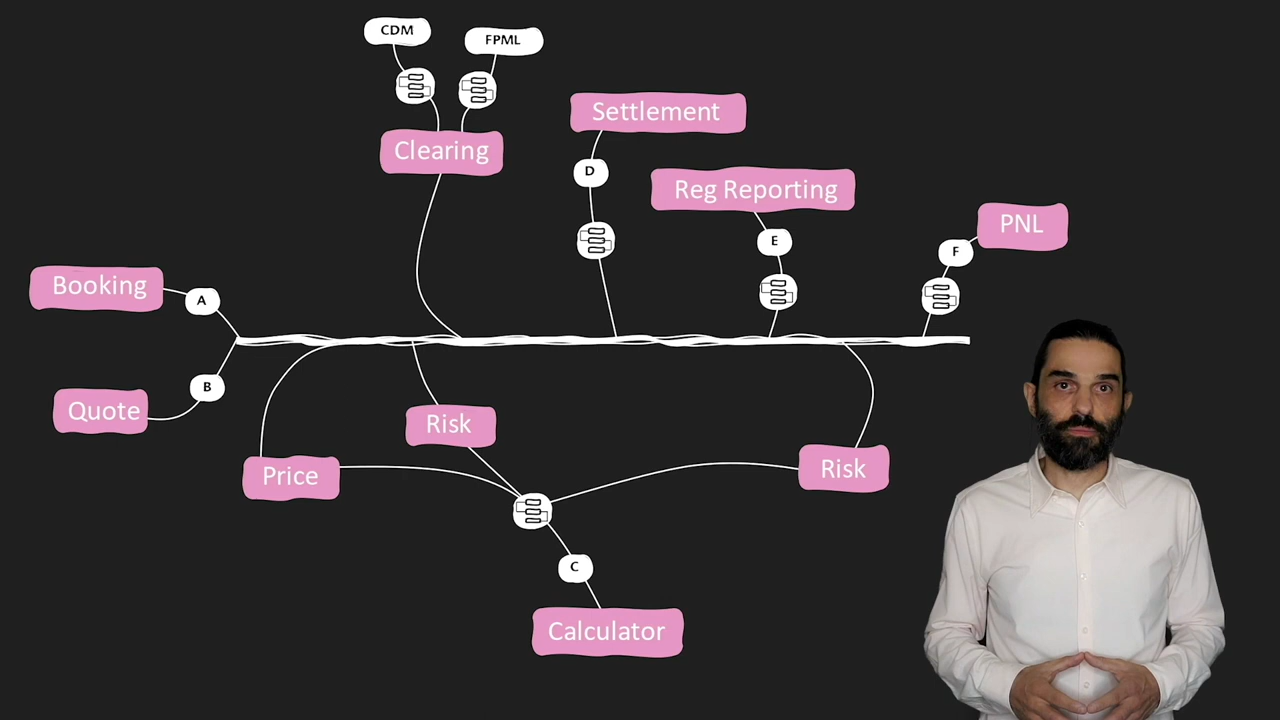 CDM
FPML
Settlement
Clearing
D
Reg Reporting
PNL
E
F
Booking
A
B
Quote
Risk
Price
Risk
C
Calculator